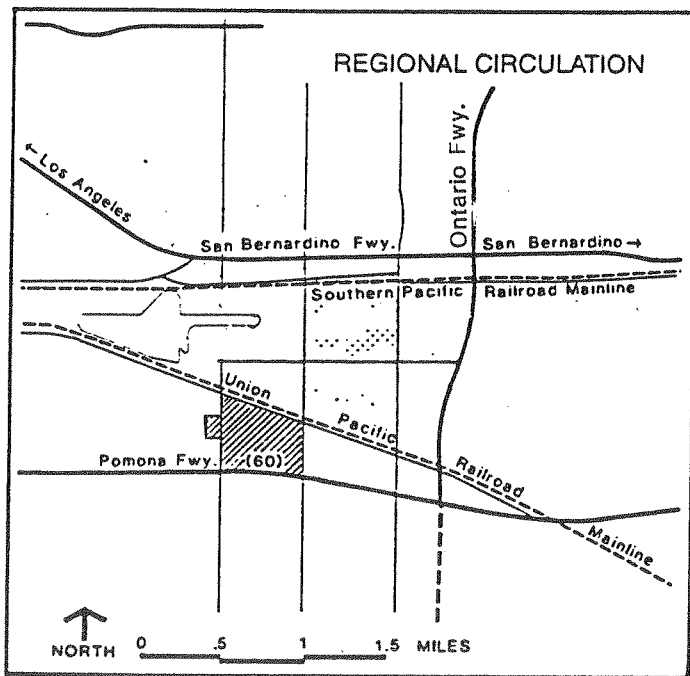 REGIONAL CIRCULATION
← Los Angeles
Ontario Fwy.
San Bernardino Fwy.
San Bernardino→
Southern Pacific Railroad Mainline
Union Pacific Railroad Mainline
Pomona Fwy. (60)
NORTH
0 .5 1 1.5 MILES